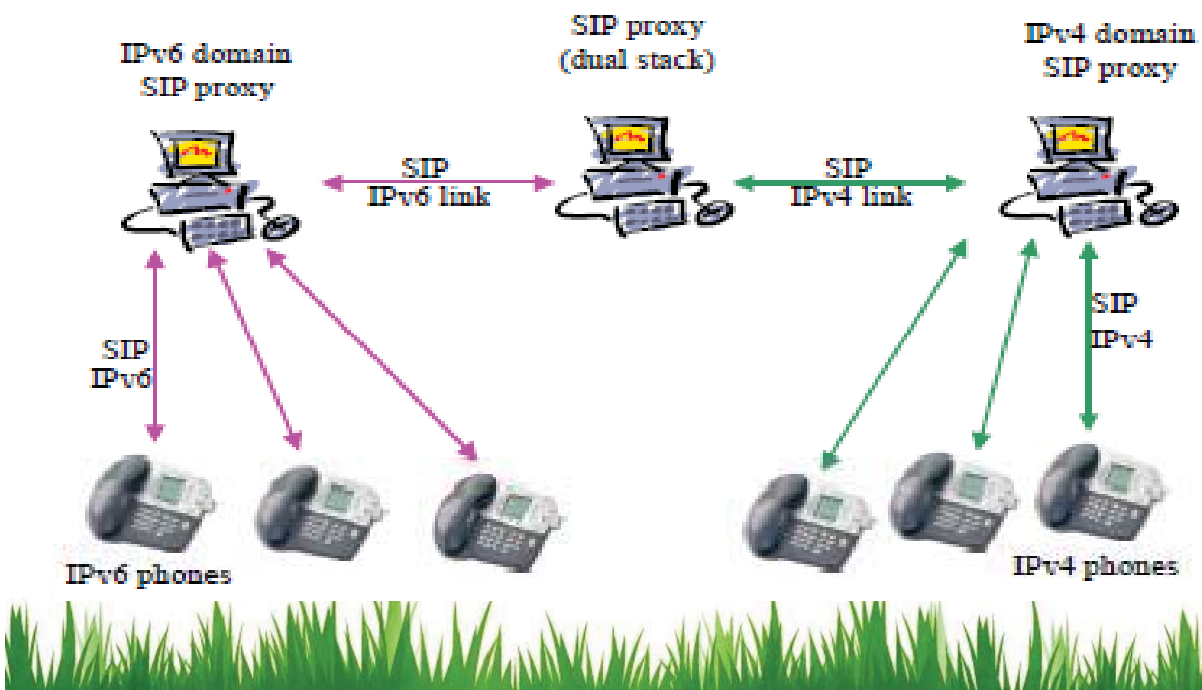 IPv6 domain
SIP proxy
SIP proxy
(dual stack)
IPv4 domain
SIP proxy
SIP
IPv6 link
SIP
IPv4 link
SIP
IPv6
SIP
IPv4
IPv6 phones
IPv4 phones